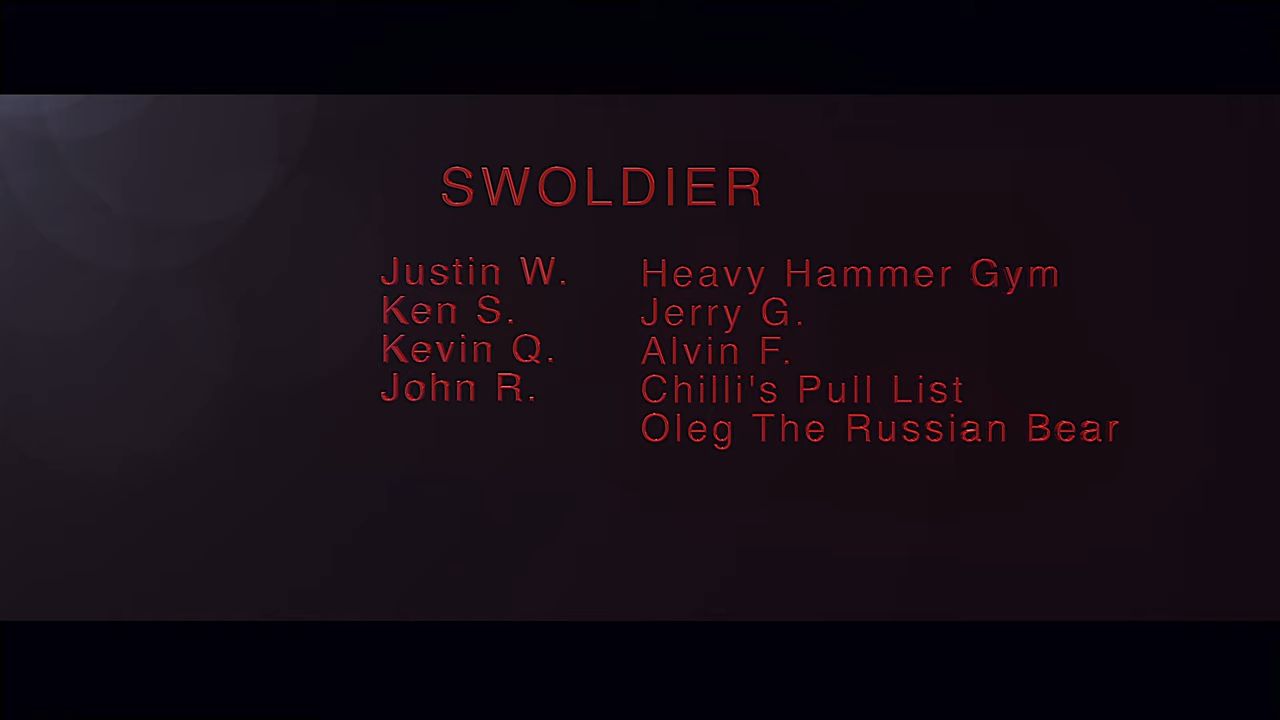 SWOLDIER
Justin W.
Ken S.
Kevin Q.
John R.
Heavy Hammer Gym
Jerry G.
Alvin F.
Chilli's Pull List
Oleg The Russian Bear